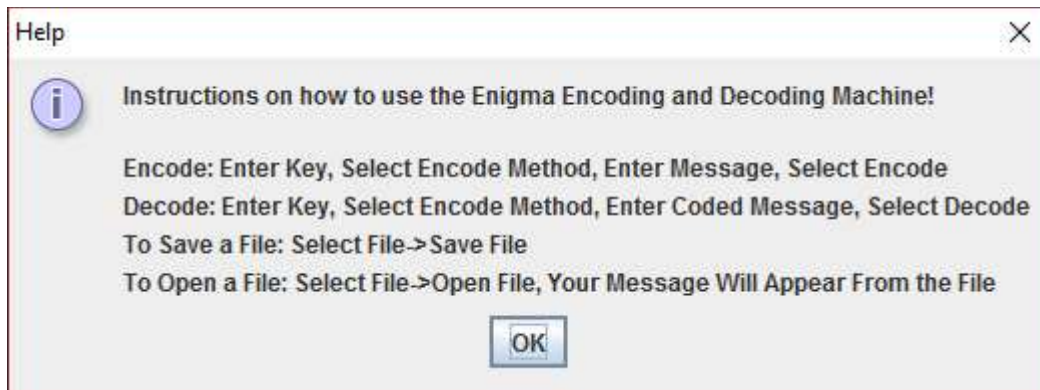 Help
Instructions on how to use the Enigma Encoding and Decoding Machine!
Encode: Enter Key, Select Encode Method, Enter Message, Select Encode
Decode: Enter Key, Select Encode Method, Enter Coded Message, Select Decode
To Save a File: Select File->Save File
To Open a File: Select File->Open File, Your Message Will Appear From the File
OK